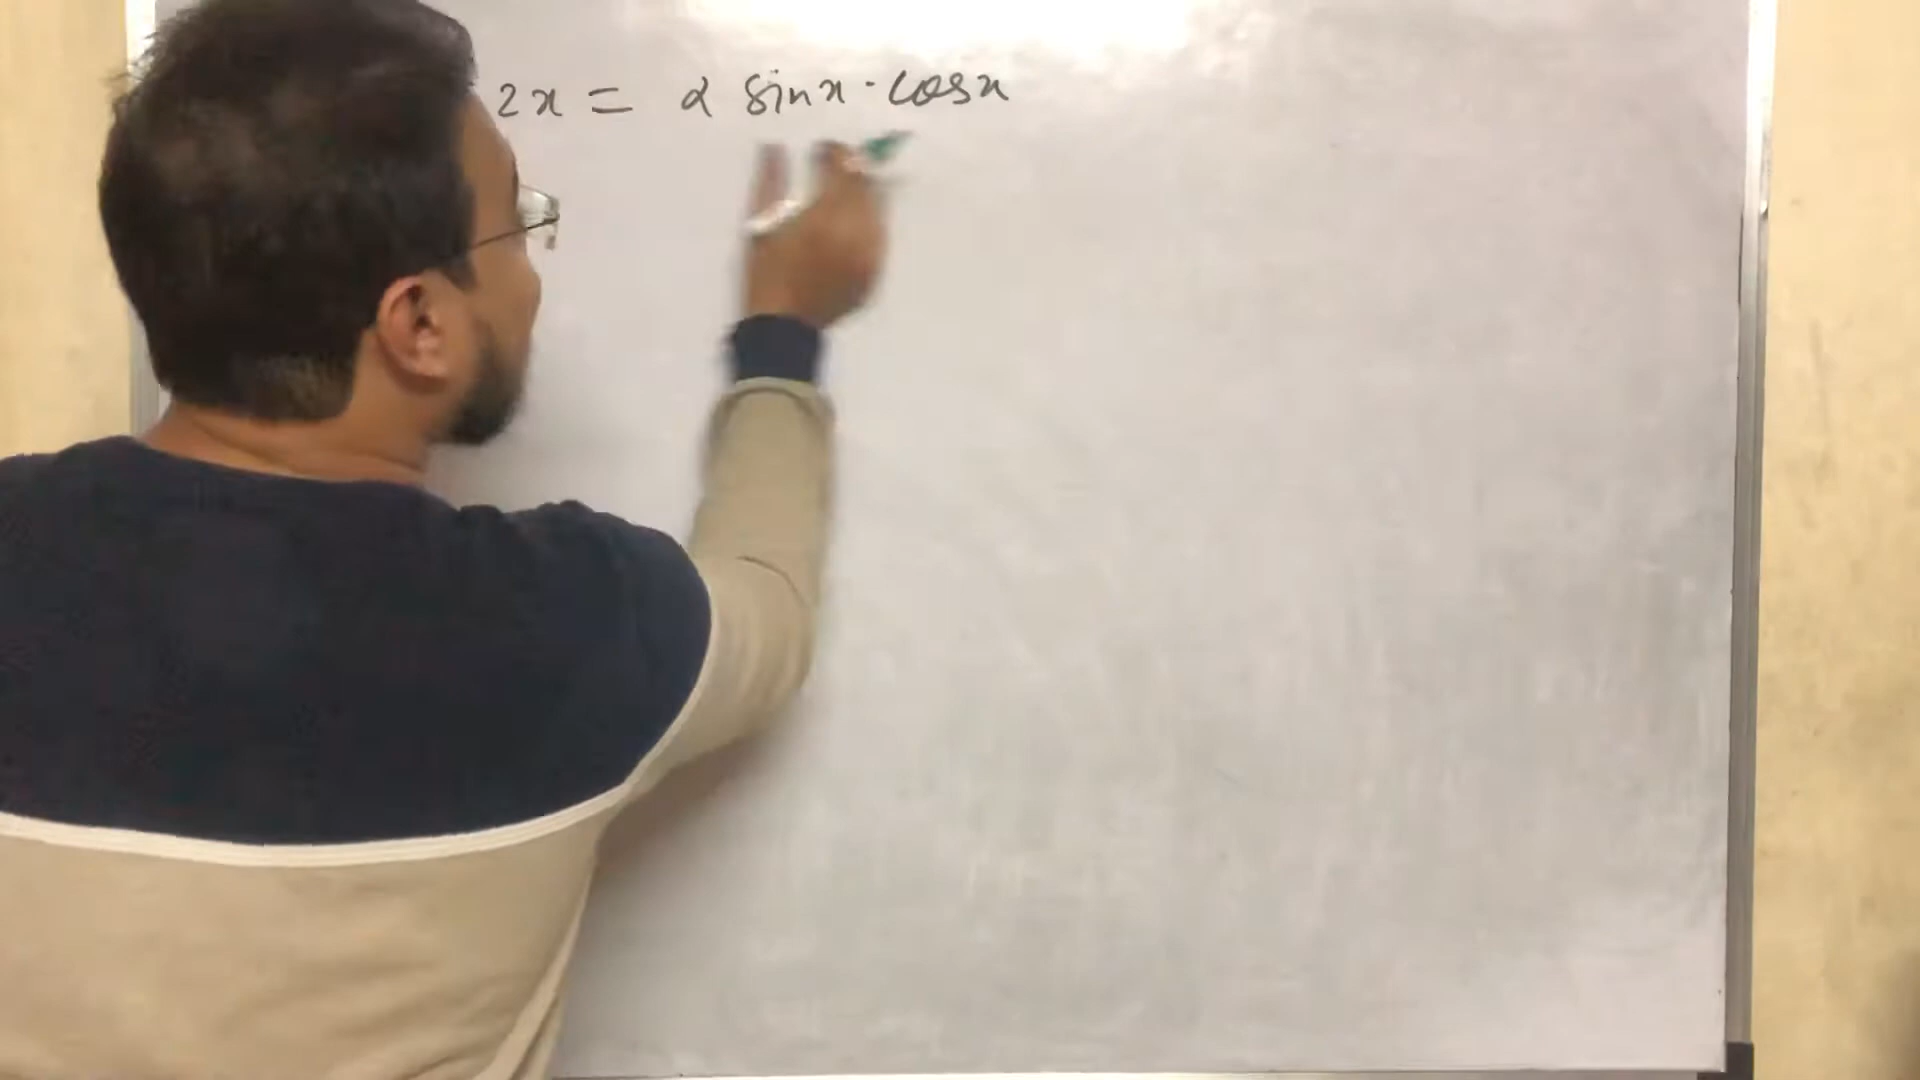 2x = 2 sinx · cosx